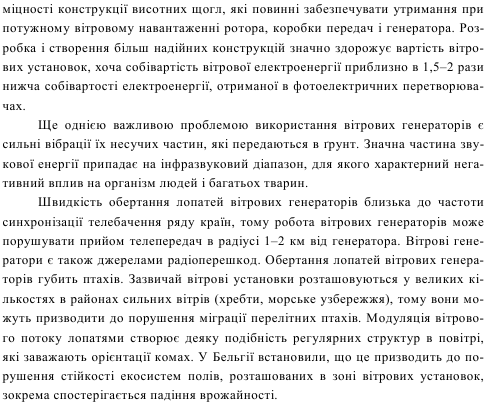 міцності конструкції висотних щогл, які повинні забезпечувати утримання при
потужному вітровому навантаженні ротора, коробки передач і генератора. Роз-
робка і створення більш надійних конструкцій значно здорожує вартість вітро-
вих установок, хоча собівартість вітрової електроенергії приблизно в 1,5–2 рази
нижча собівартості електроенергії, отриманої в фотоелектричних перетворюва-
чах.
Ще однією важливою проблемою використання вітрових генераторів є
сильні вібрації їх несучих частин, які передаються в ґрунт. Значна частина зву-
кової енергії припадає на інфразвуковий діапазон, для якого характерний нега-
тивний вплив на організм людей і багатьох тварин.
Швидкість обертання лопатей вітрових генераторів близька до частоти
синхронізації телебачення ряду країн, тому робота вітрових генераторів може
порушувати прийом телепередач в радіусі 1–2 км від генератора. Вітрові гене-
ратори є також джерелами радіоперешкод. Обертання лопатей вітрових генера-
торів губить птахів. Зазвичай вітрові установки розташовуються у великих кі-
лькостях в районах сильних вітрів (хребти, морське узбережжя), тому вони мо-
жуть призводити до порушення міграції перелітних птахів. Модуляція вітрово-
го потоку лопатями створює деяку подібність регулярних структур в повітрі,
які заважають орієнтації комах. У Бельгії встановили, що це призводить до по-
рушення стійкості екосистем полів, розташованих в зоні вітрових установок,
зокрема спостерігається падіння врожайності.